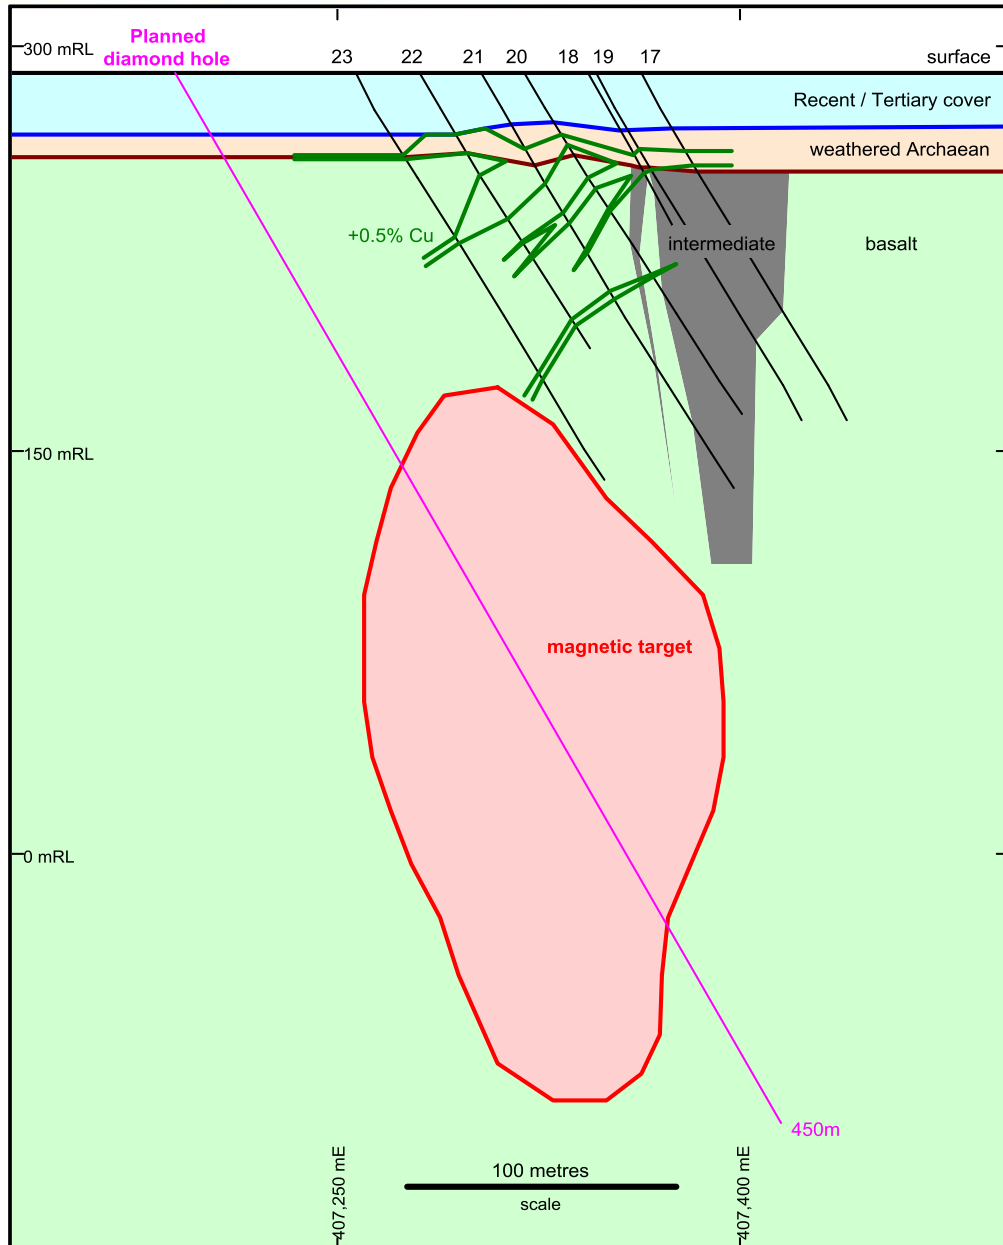 Planned
diamond hole
300 mRL
23
22
21
20
18
19
17
surface
Recent / Tertiary cover
weathered Archaean
+0.5% Cu
intermediate
basalt
150 mRL
magnetic target
0 mRL
450m
407,250 mE
100 metres
scale
407,400 mE